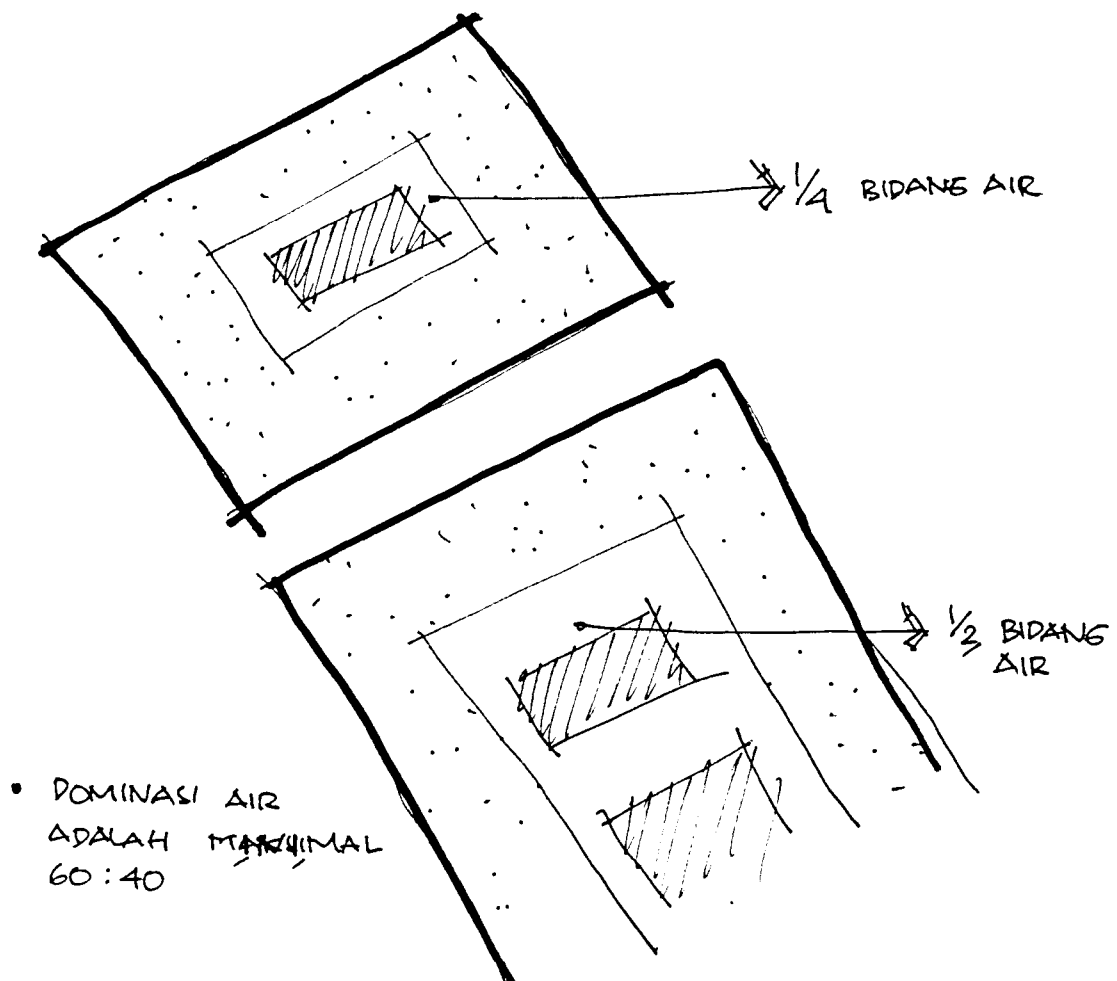 1/4 BIDANG AIR
1/2 BIDANG
AIR
• DOMINASI AIR
ADALAH MAKSIMAL
60 : 40